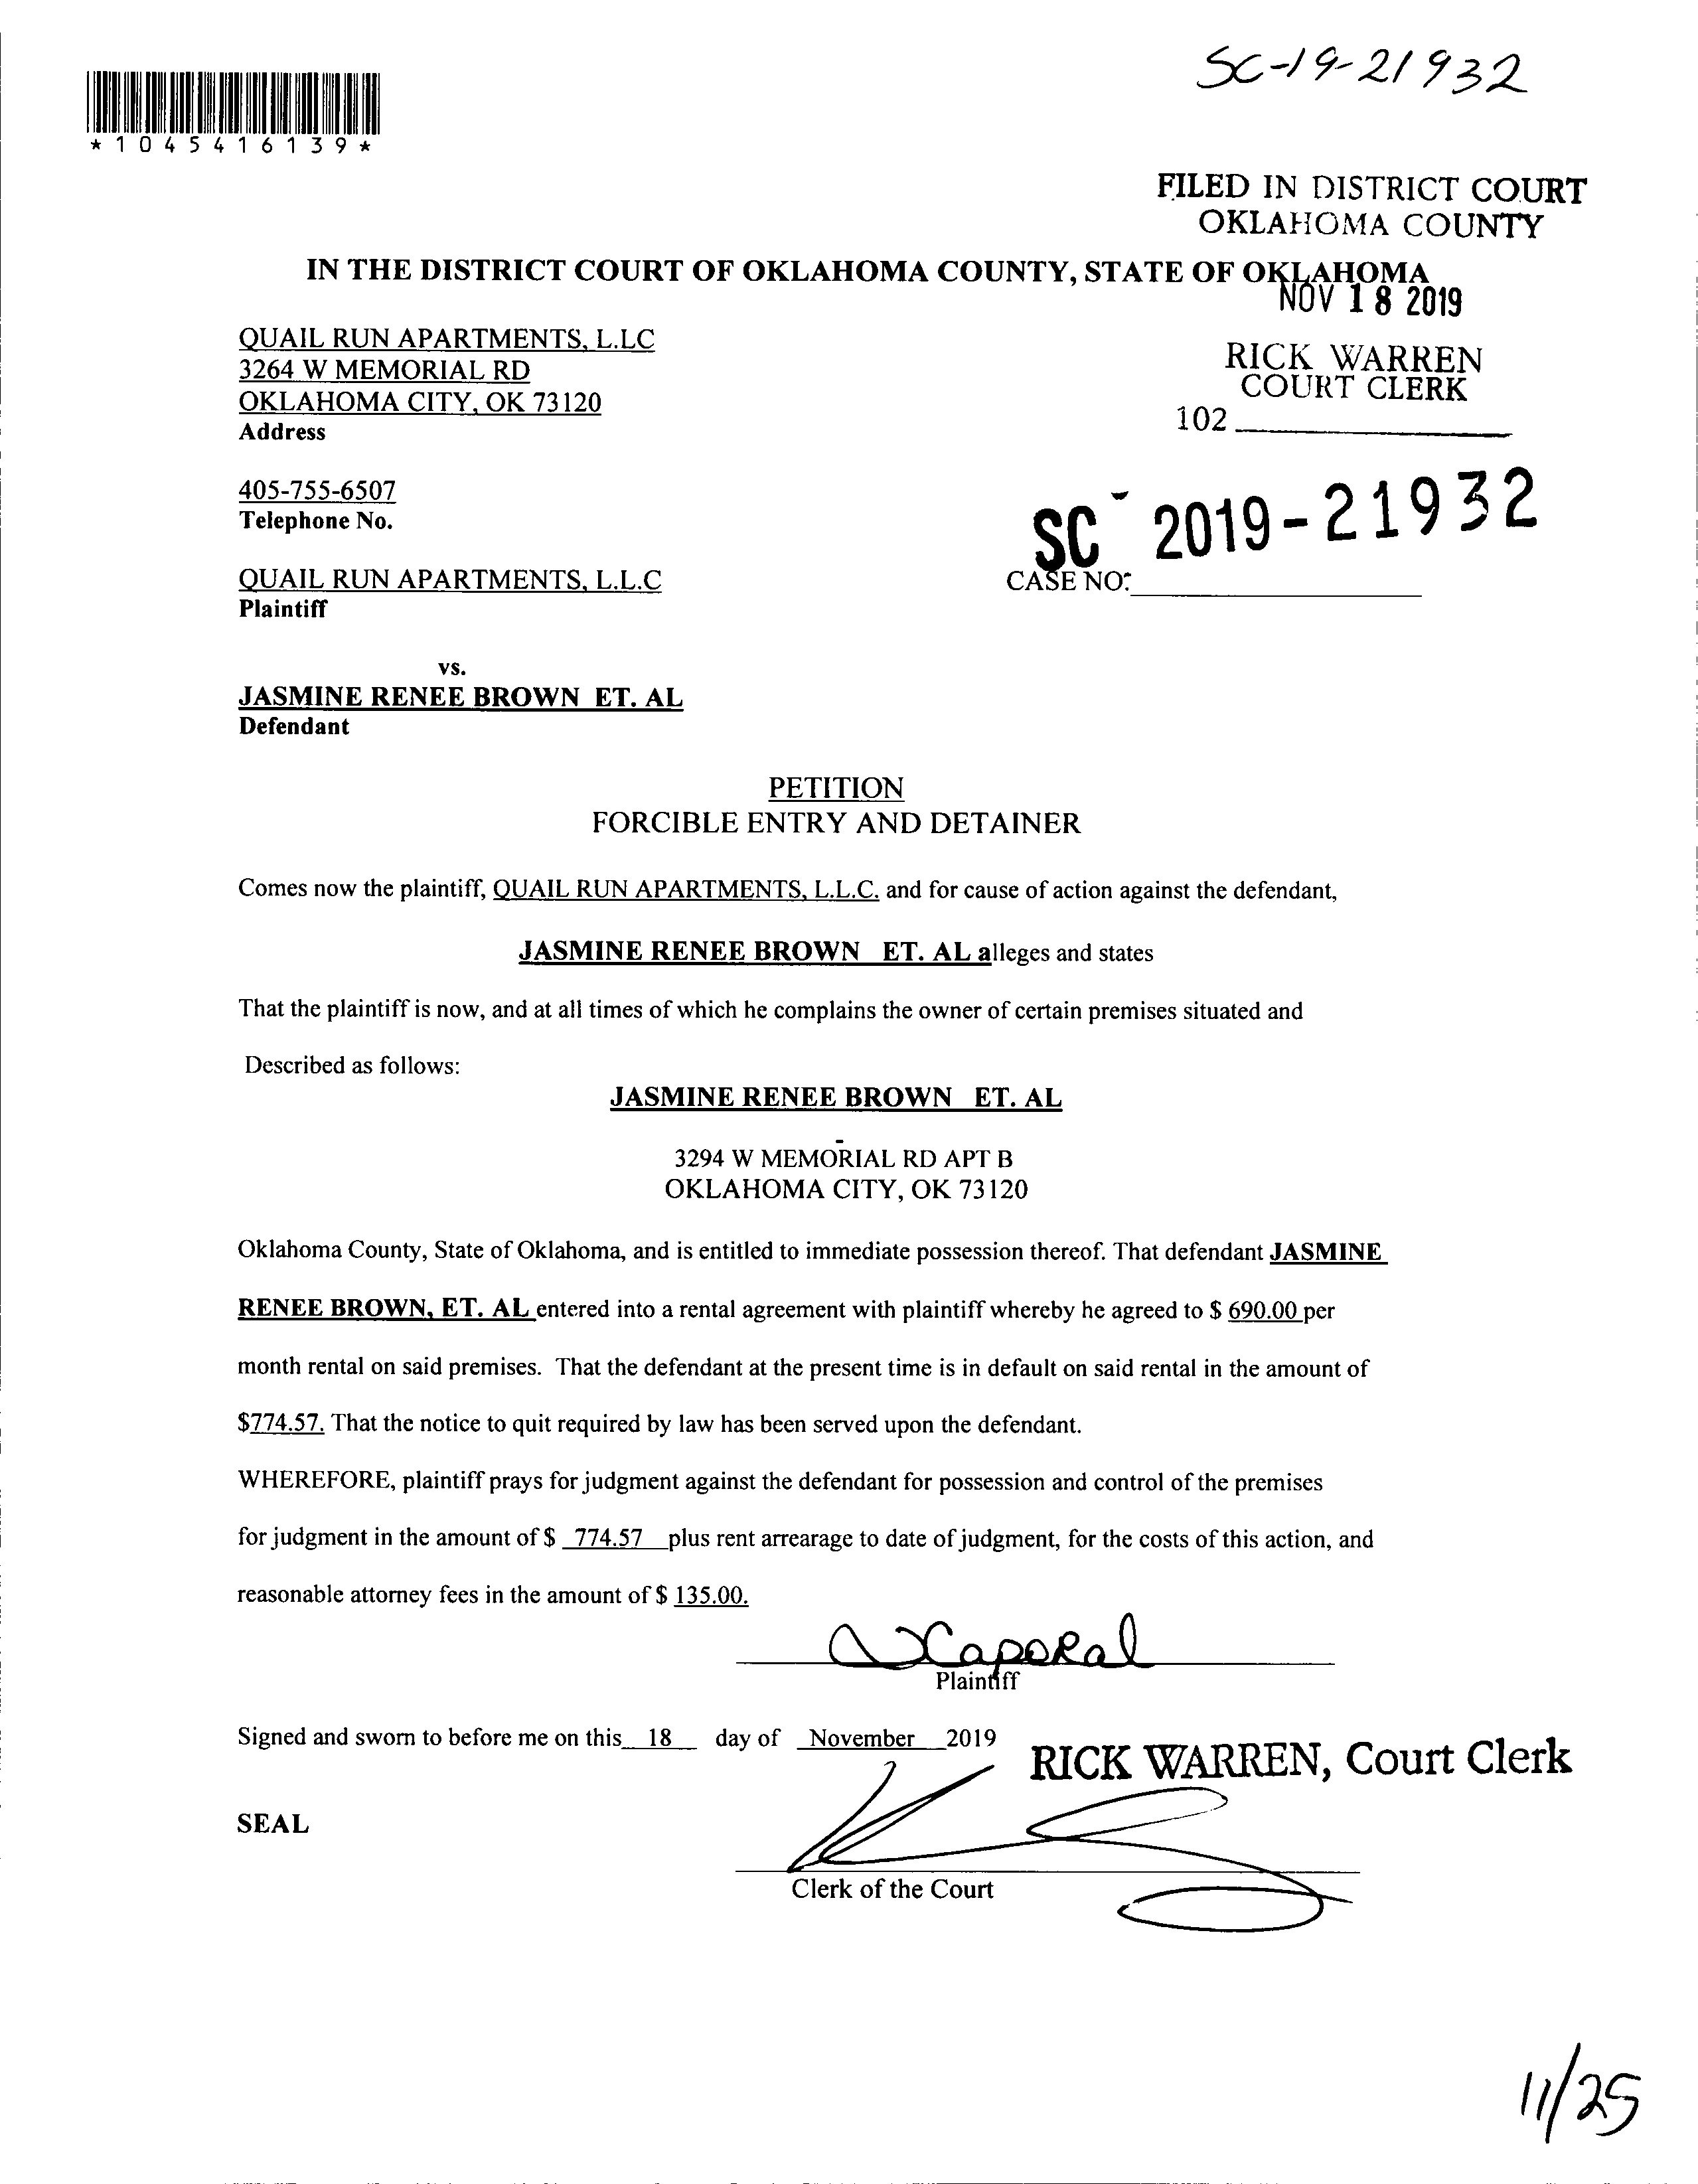 SC-19-21932
*1045416139*
FILED IN DISTRICT COURT
OKLAHOMA COUNTY
IN THE DISTRICT COURT OF OKLAHOMA COUNTY, STATE OF OKLAHOMA
NOV 18 2019
QUAIL RUN APARTMENTS, L.LC
3264 W MEMORIAL RD
OKLAHOMA CITY, OK 73120
Address
RICK WARREN
COURT CLERK
102
405-755-6507
Telephone No.
SC - 2019-21932
CASE NO:
QUAIL RUN APARTMENTS, L.L.C
Plaintiff
vs.
JASMINE RENEE BROWN ET. AL
Defendant
PETITION
FORCIBLE ENTRY AND DETAINER
Comes now the plaintiff, QUAIL RUN APARTMENTS, L.L.C. and for cause of action against the defendant,
JASMINE RENEE BROWN ET. AL alleges and states
That the plaintiff is now, and at all times of which he complains the owner of certain premises situated and
Described as follows:
JASMINE RENEE BROWN ET. AL
3294 W MEMORIAL RD APT B
OKLAHOMA CITY, OK 73120
Oklahoma County, State of Oklahoma, and is entitled to immediate possession thereof. That defendant JASMINE
RENEE BROWN, ET. AL entered into a rental agreement with plaintiff whereby he agreed to $ 690.00 per
month rental on said premises. That the defendant at the present time is in default on said rental in the amount of
$774.57. That the notice to quit required by law has been served upon the defendant.
WHEREFORE, plaintiff prays for judgment against the defendant for possession and control of the premises
for judgment in the amount of $ 774.57 plus rent arrearage to date of judgment, for the costs of this action, and
reasonable attorney fees in the amount of $ 135.00.
Caporal
Plaintiff
Signed and sworn to before me on this 18 day of November 2019
RICK WARREN, Court Clerk
SEAL
Clerk of the Court
11/25